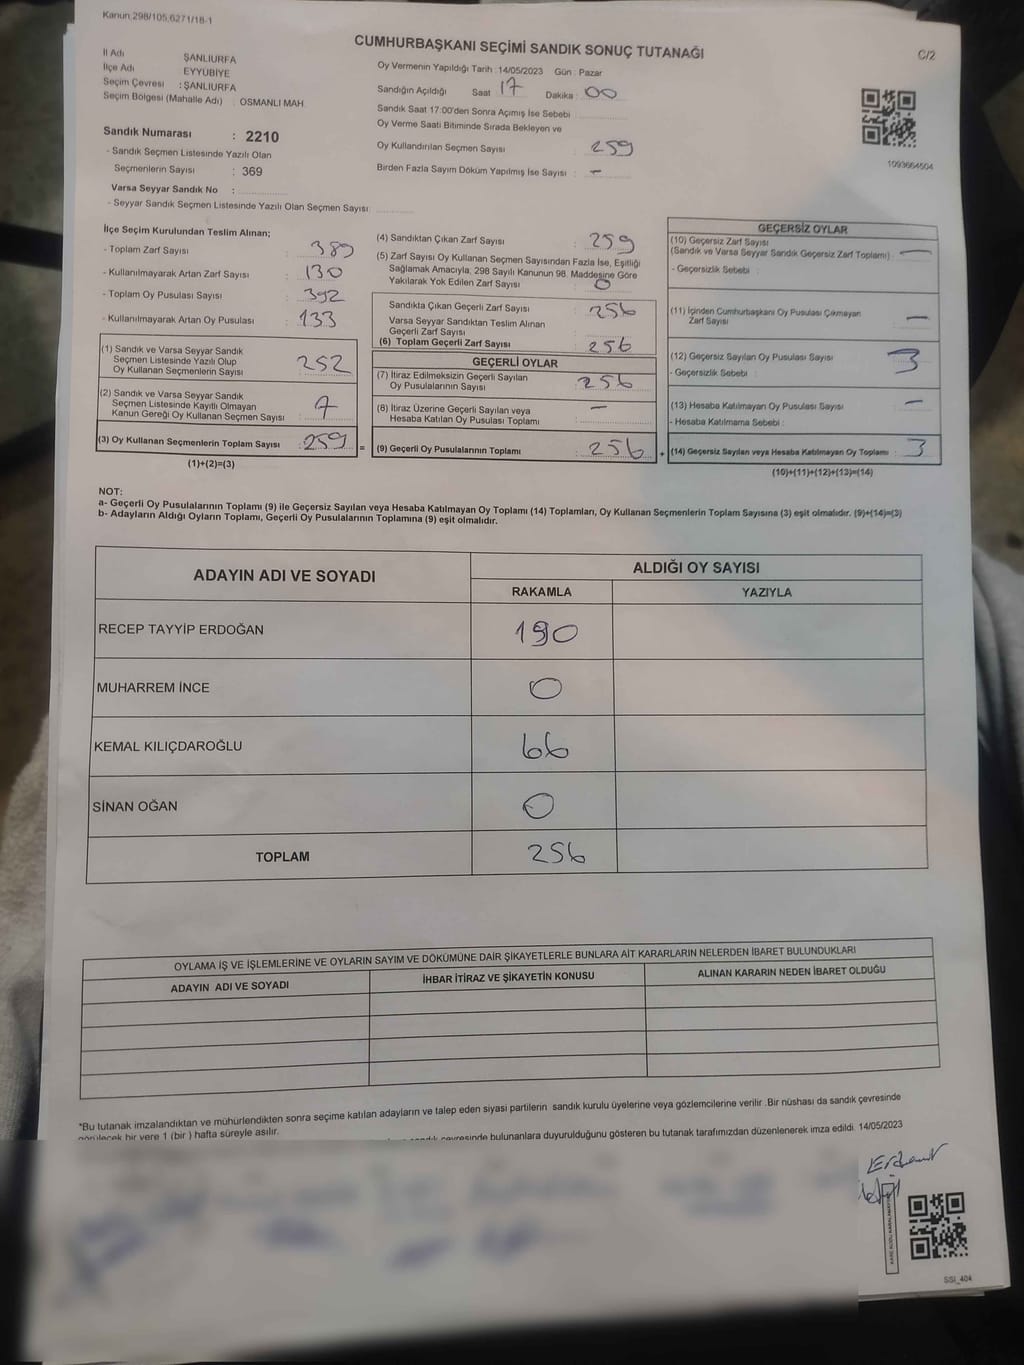 Kanun,298/105,6271/18-1
CUMHURBAŞKANI SEÇİMİ SANDIK SONUÇ TUTANAĞI
C/2
İl Adı ŞANLIURFA
İlçe Adı EYYÜBİYE
Seçim Çevresi : ŞANLIURFA
Seçim Bölgesi (Mahalle Adı) : OSMANLI MAH.
Sandık Numarası : 2210
- Sandık Seçmen Listesinde Yazılı Olan
Seçmenlerin Sayısı : 369
Varsa Seyyar Sandık No :
- Seyyar Sandık Seçmen Listesinde Yazılı Olan Seçmen Sayısı:
Oy Vermenin Yapıldığı Tarih :14/05/2023 Gün : Pazar
Sandığın Açıldığı Saat 17 Dakika : 00
Sandık Saat 17:00'den Sonra Açımış İse Sebebi
Oy Verme Saati Bitiminde Sırada Bekleyen ve
Oy Kullandırılan Seçmen Sayısı : 259
Birden Fazla Sayım Döküm Yapılmış İse Sayısı : -
1093664504
İlçe Seçim Kurulundan Teslim Alınan;
- Toplam Zarf Sayısı : 389
- Kullanılmayarak Artan Zarf Sayısı : 130
- Toplam Oy Pusulası Sayısı : 392
- Kullanılmayarak Artan Oy Pusulası : 133
(1) Sandık ve Varsa Seyyar Sandık
Seçmen Listesinde Yazılı Olup
Oy Kullanan Seçmenlerin Sayısı : 252
(2) Sandık ve Varsa Seyyar Sandık
Seçmen Listesinde Kayıtlı Olmayan
Kanun Gereği Oy Kullanan Seçmen Sayısı : 7
(3) Oy Kullanan Seçmenlerin Toplam Sayısı : 259 =
(1)+(2)=(3)
(4) Sandıktan Çıkan Zarf Sayısı : 259
(5) Zarf Sayısı Oy Kullanan Seçmen Sayısından Fazla İse, Eşitliği
Sağlamak Amacıyla, 298 Sayılı Kanunun 98. Maddesine Göre
Yakılarak Yok Edilen Zarf Sayısı : 0
Sandıkta Çıkan Geçerli Zarf Sayısı : 256
Varsa Seyyar Sandıktan Teslim Alınan
Geçerli Zarf Sayısı :
(6) Toplam Geçerli Zarf Sayısı : 256
GEÇERLİ OYLAR
(7) İtiraz Edilmeksizin Geçerli Sayılan
Oy Pusulalarının Sayısı : 256
(8) İtiraz Üzerine Geçerli Sayılan veya
Hesaba Katılan Oy Pusulası Toplamı : -
(9) Geçerli Oy Pusulalarının Toplamı : 256 +
GEÇERSİZ OYLAR
(10) Geçersiz Zarf Sayısı
(Sandık ve Varsa Seyyar Sandık Geçersiz Zarf Toplamı) : -
- Geçersizlik Sebebi :
(11) İçinden Cumhurbaşkanı Oy Pusulası Çıkmayan
Zarf Sayısı : -
(12) Geçersiz Sayılan Oy Pusulası Sayısı : 3
- Geçersizlik Sebebi :
(13) Hesaba Katılmayan Oy Pusulası Sayısı : -
- Hesaba Katılmama Sebebi :
(14) Geçersiz Sayılan veya Hesaba Katılmayan Oy Toplamı : 3
(10)+(11)+(12)+(13)=(14)
NOT:
a- Geçerli Oy Pusulalarının Toplamı (9) ile Geçersiz Sayılan veya Hesaba Katılmayan Oy Toplamı (14) Toplamları, Oy Kullanan Seçmenlerin Toplam Sayısına (3) eşit olmalıdır. (9)+(14)=(3)
b- Adayların Aldığı Oyların Toplamı, Geçerli Oy Pusulalarının Toplamına (9) eşit olmalıdır.
ADAYIN ADI VE SOYADI ALDIĞI OY SAYISI
RAKAMLA YAZIYLA
RECEP TAYYİP ERDOĞAN 190
MUHARREM İNCE 0
KEMAL KILIÇDAROĞLU 66
SİNAN OĞAN 0
TOPLAM 256
OYLAMA İŞ VE İŞLEMLERİNE VE OYLARIN SAYIM VE DÖKÜMÜNE DAİR ŞİKAYETLERLE BUNLARA AİT KARARLARIN NELERDEN İBARET BULUNDUKLARI
ADAYIN ADI VE SOYADI İHBAR İTİRAZ VE ŞİKAYETİN KONUSU ALINAN KARARIN NEDEN İBARET OLDUĞU
*Bu tutanak imzalandıktan ve mühürlendikten sonra seçime katılan adayların ve talep eden siyasi partilerin sandık kurulu üyelerine veya gözlemcilerine verilir .Bir nüshası da sandık çevresinde
görülecek bir yere 1 (bir ) hafta süreyle asılır.
çevresinde bulunanlara duyurulduğunu gösteren bu tutanak tarafımızdan düzenlenerek imza edildi. 14/05/2023
SSI_404